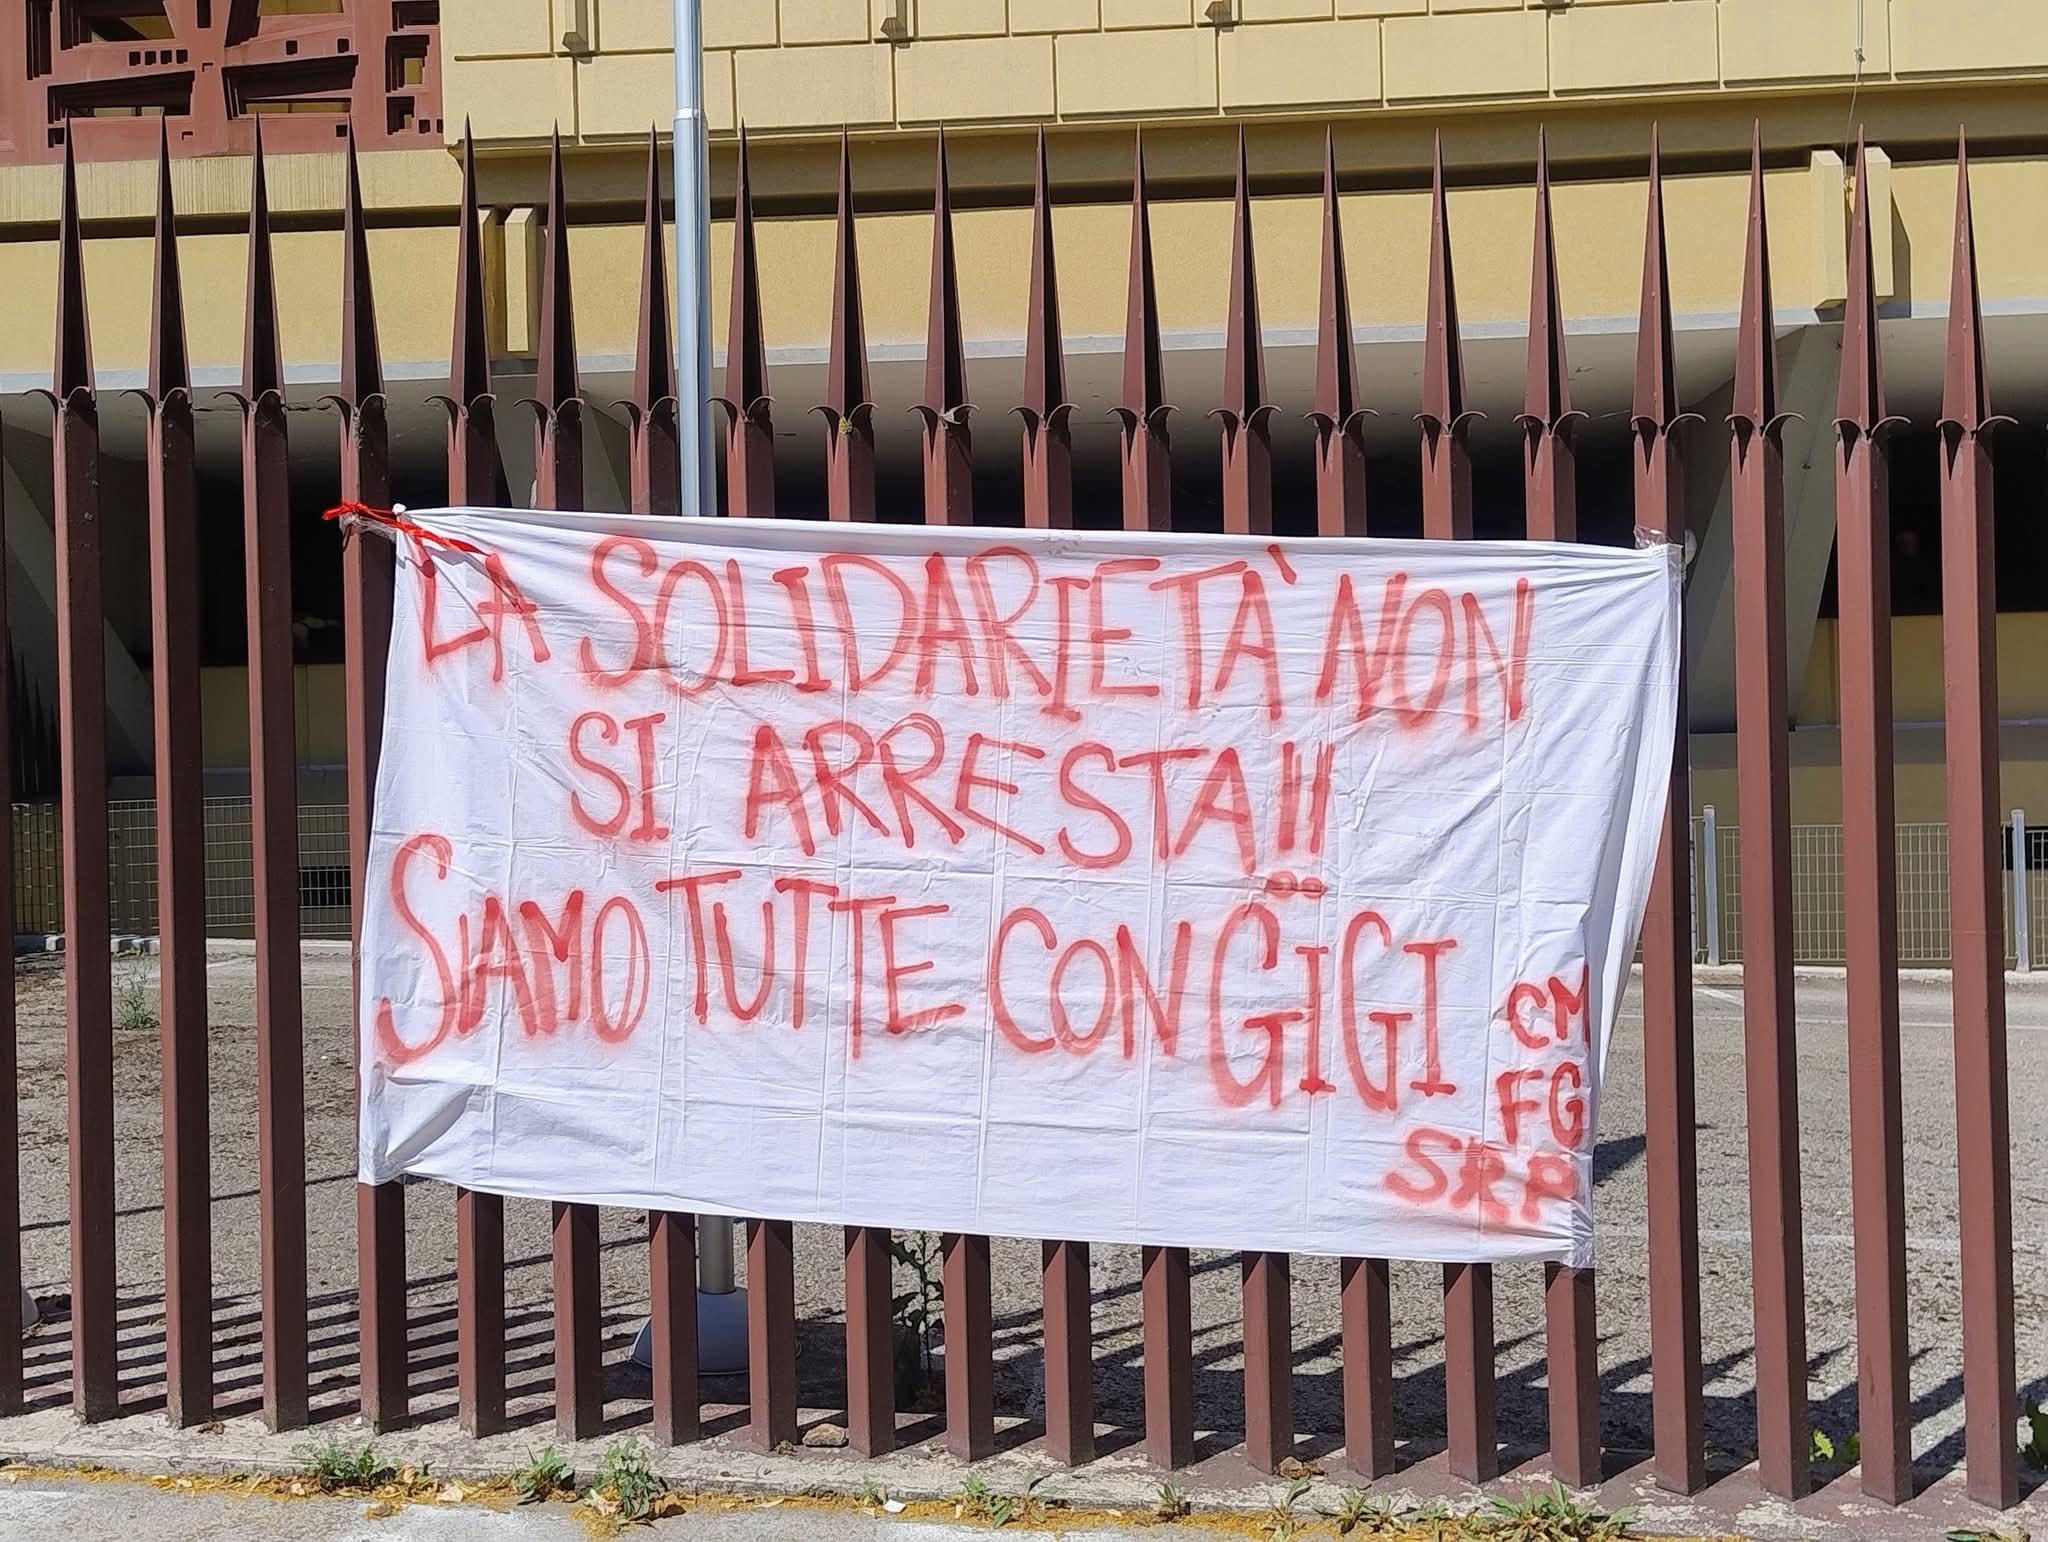 LA SOLIDARIETÀ NON
SI ARRESTA!!
SIAMO TUTTE CON GIGI
CM
FG
SRP